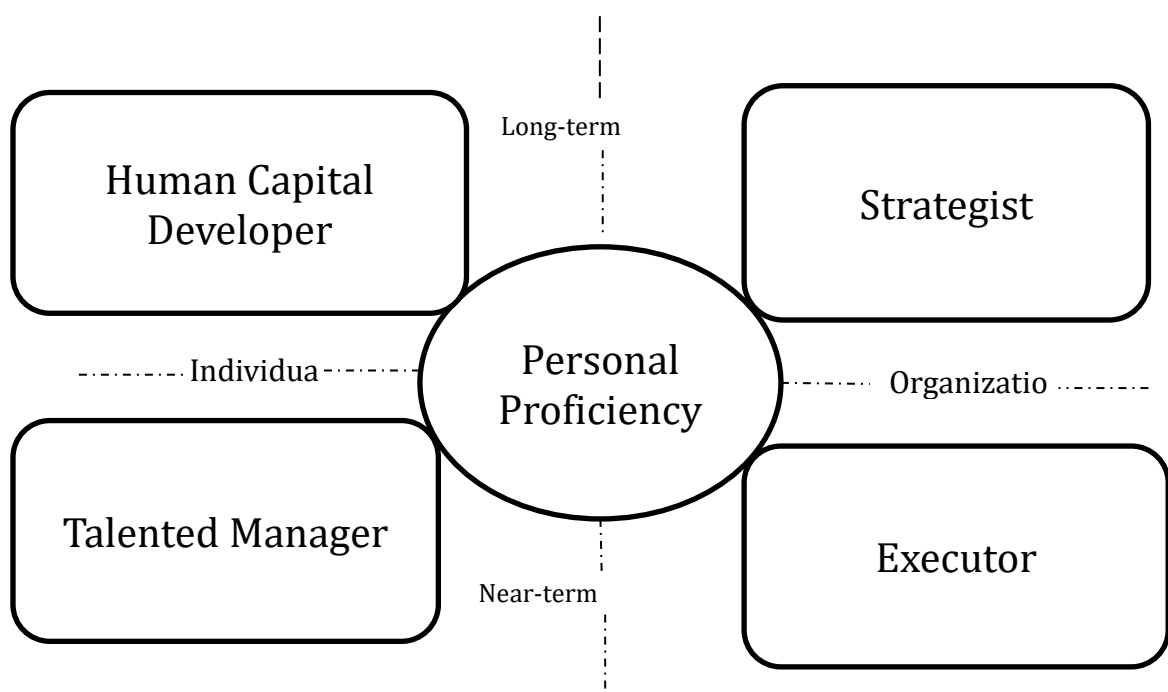 Long-term
Human Capital
Developer
Strategist
Individua
Personal
Proficiency
Organizatio
Talented Manager
Executor
Near-term